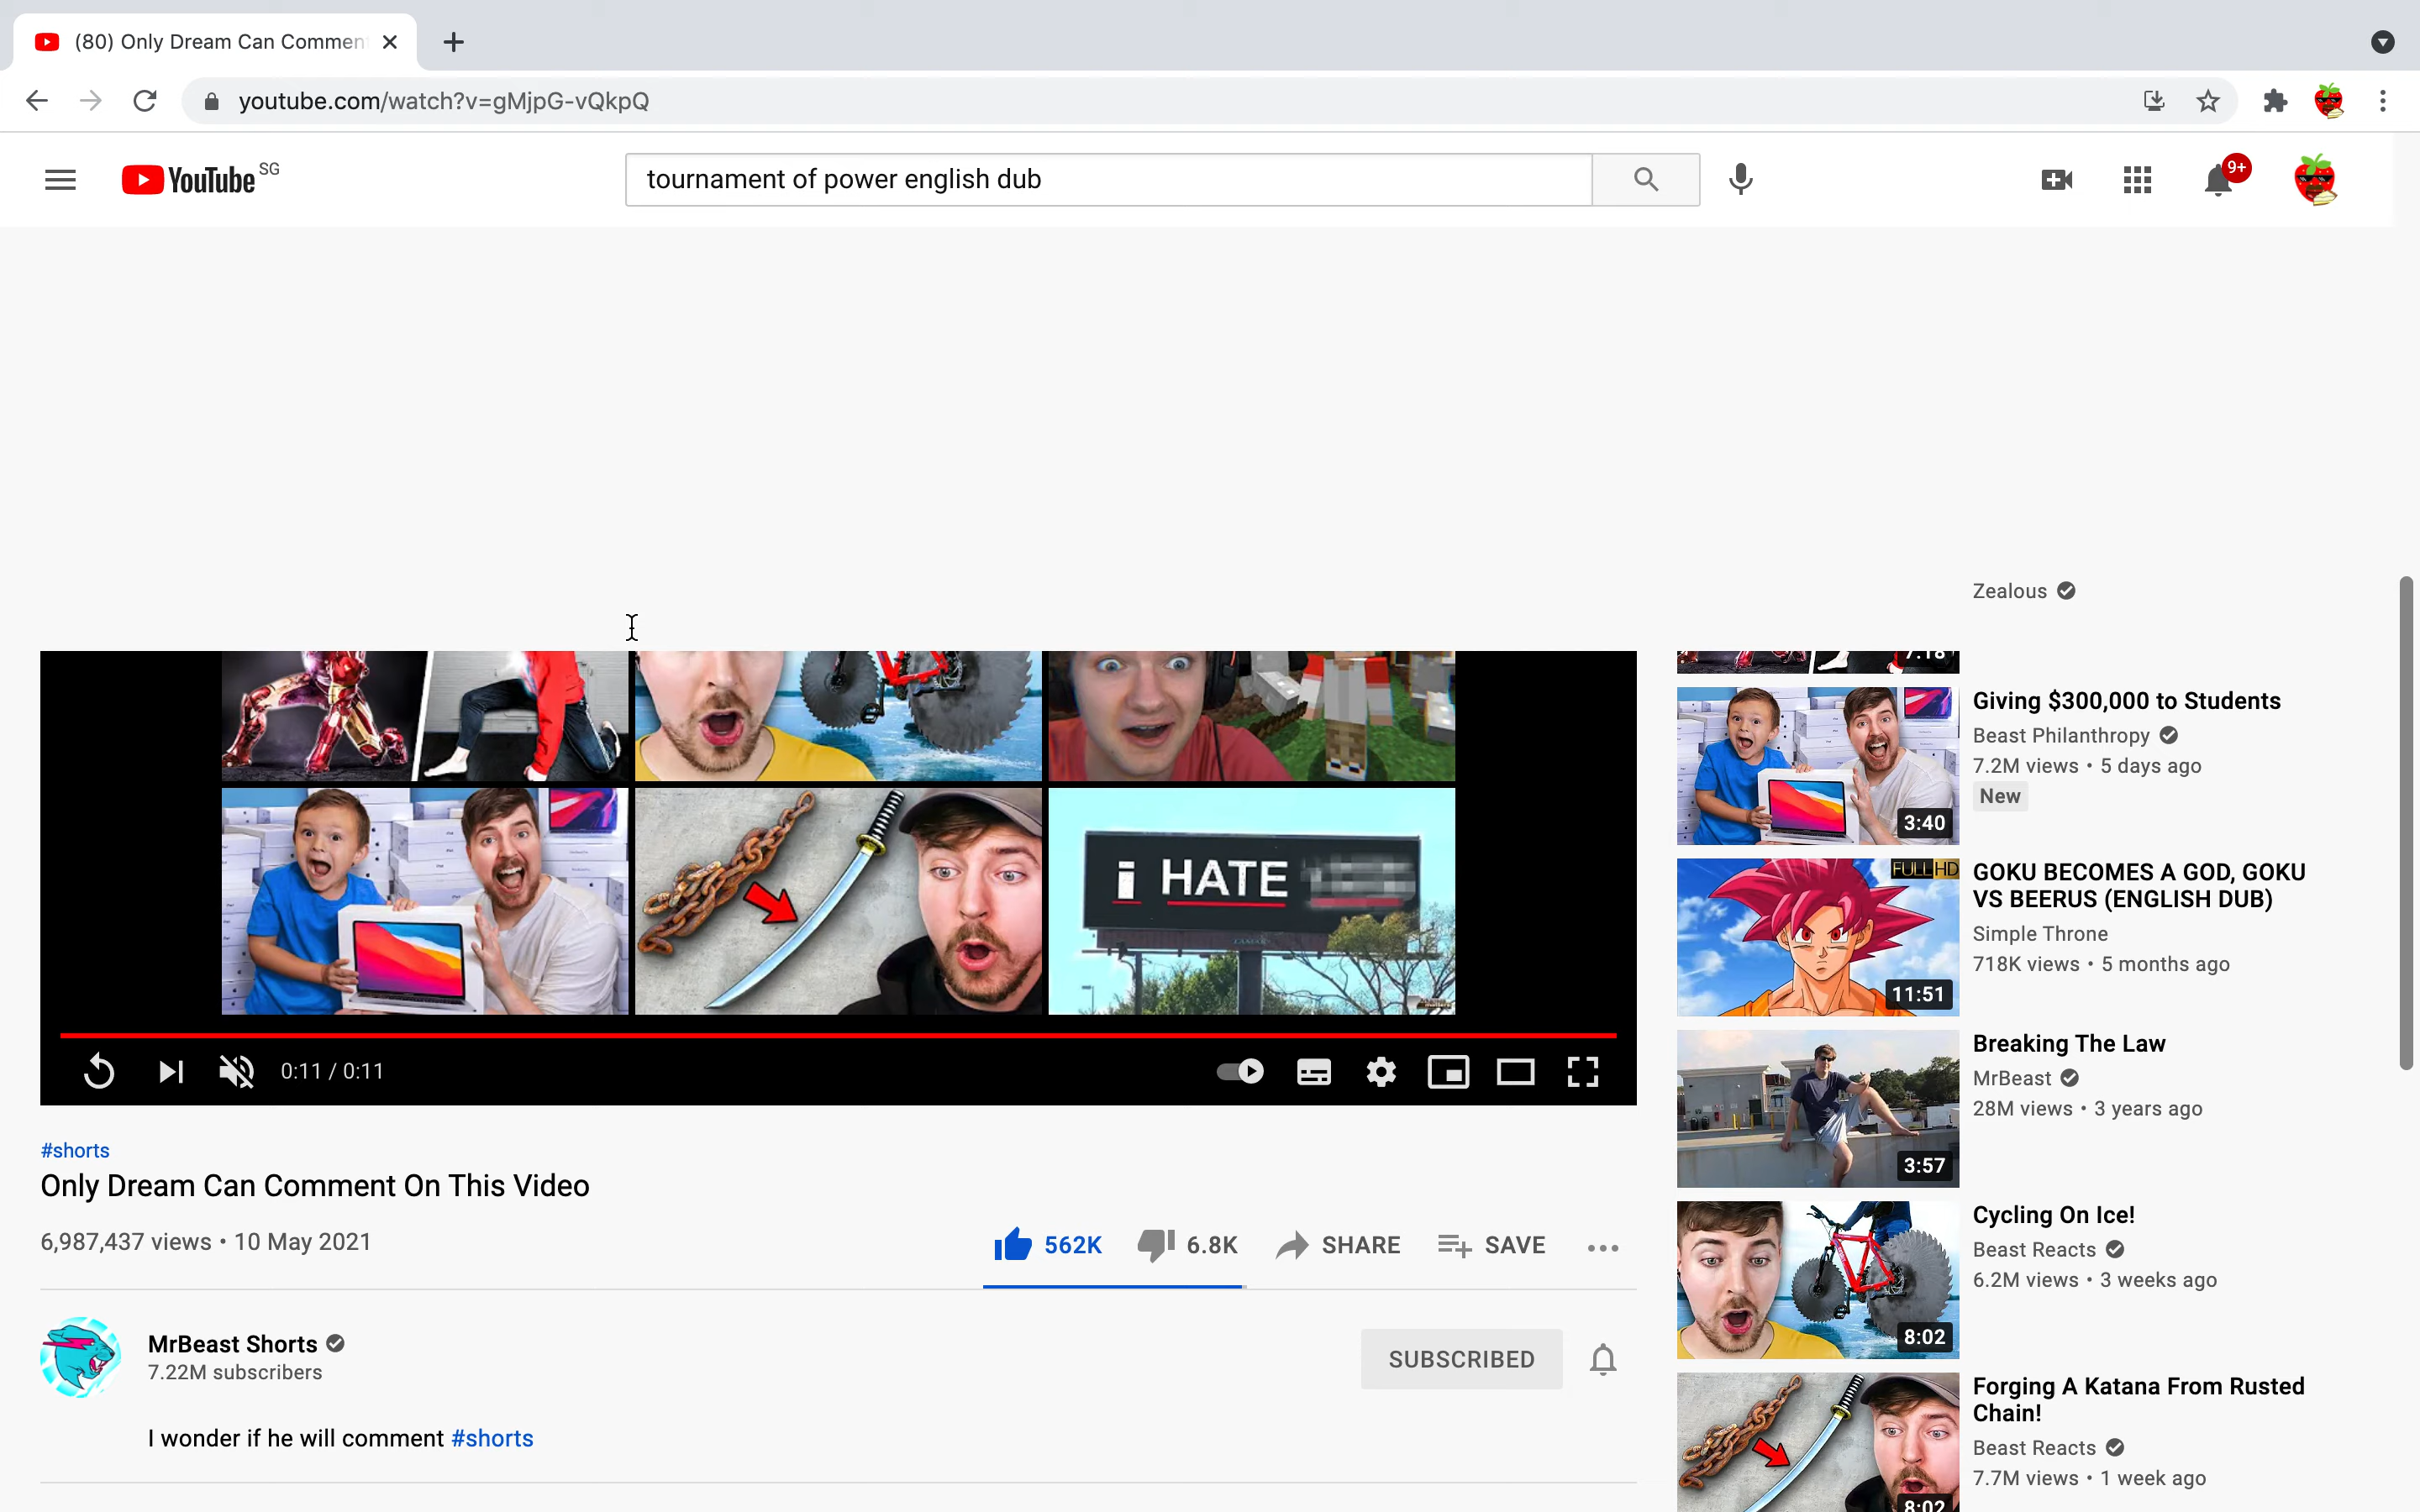 (80) Only Dream Can Commen
youtube.com/watch?v=gMjpG-vQkpQ
YouTube SG
tournament of power english dub
9+
Zealous
7:18
i HATE
LAMAR
0:11 / 0:11
#shorts
Only Dream Can Comment On This Video
6,987,437 views • 10 May 2021
562K
6.8K
SHARE
SAVE
MrBeast Shorts
7.22M subscribers
SUBSCRIBED
I wonder if he will comment #shorts
Giving $300,000 to Students
Beast Philanthropy
7.2M views • 5 days ago
New
3:40
FULL HD
GOKU BECOMES A GOD, GOKU
VS BEERUS (ENGLISH DUB)
Simple Throne
718K views • 5 months ago
11:51
Breaking The Law
MrBeast
28M views • 3 years ago
3:57
Cycling On Ice!
Beast Reacts
6.2M views • 3 weeks ago
8:02
Forging A Katana From Rusted
Chain!
Beast Reacts
7.7M views • 1 week ago
8:02